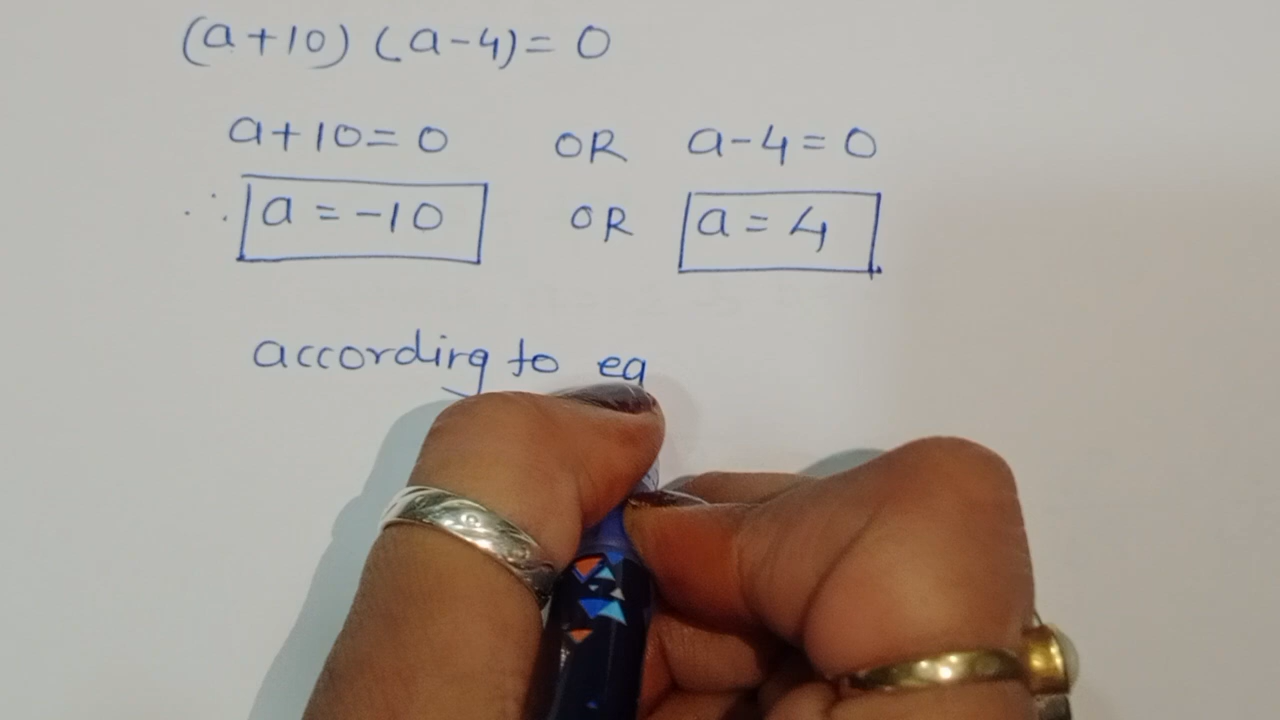 (a+10) (a-4) = 0
a+10=0 OR a-4=0
∴ a = -10 OR a = 4
according to eq